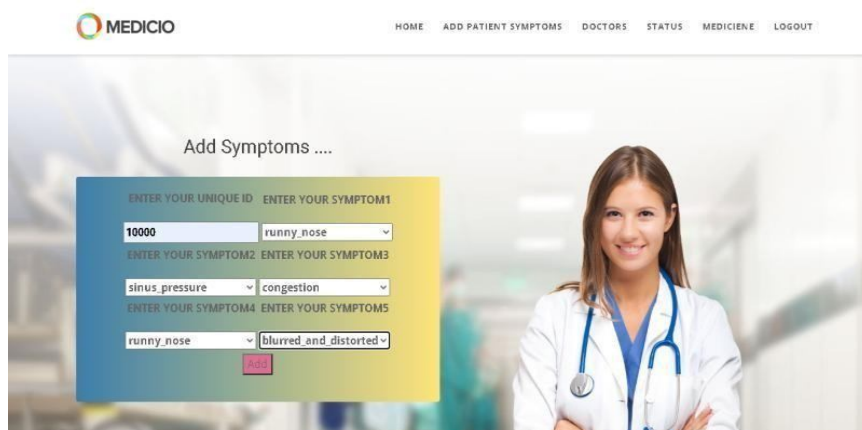 MEDICIO
HOME ADD PATIENT SYMPTOMS DOCTORS STATUS MEDICIENE LOGOUT
Add Symptoms ....
ENTER YOUR UNIQUE ID ENTER YOUR SYMPTOM1
10000 runny_nose
ENTER YOUR SYMPTOM2 ENTER YOUR SYMPTOM3
sinus_pressure congestion
ENTER YOUR SYMPTOM4 ENTER YOUR SYMPTOM5
runny_nose blurred_and_distorted
Add